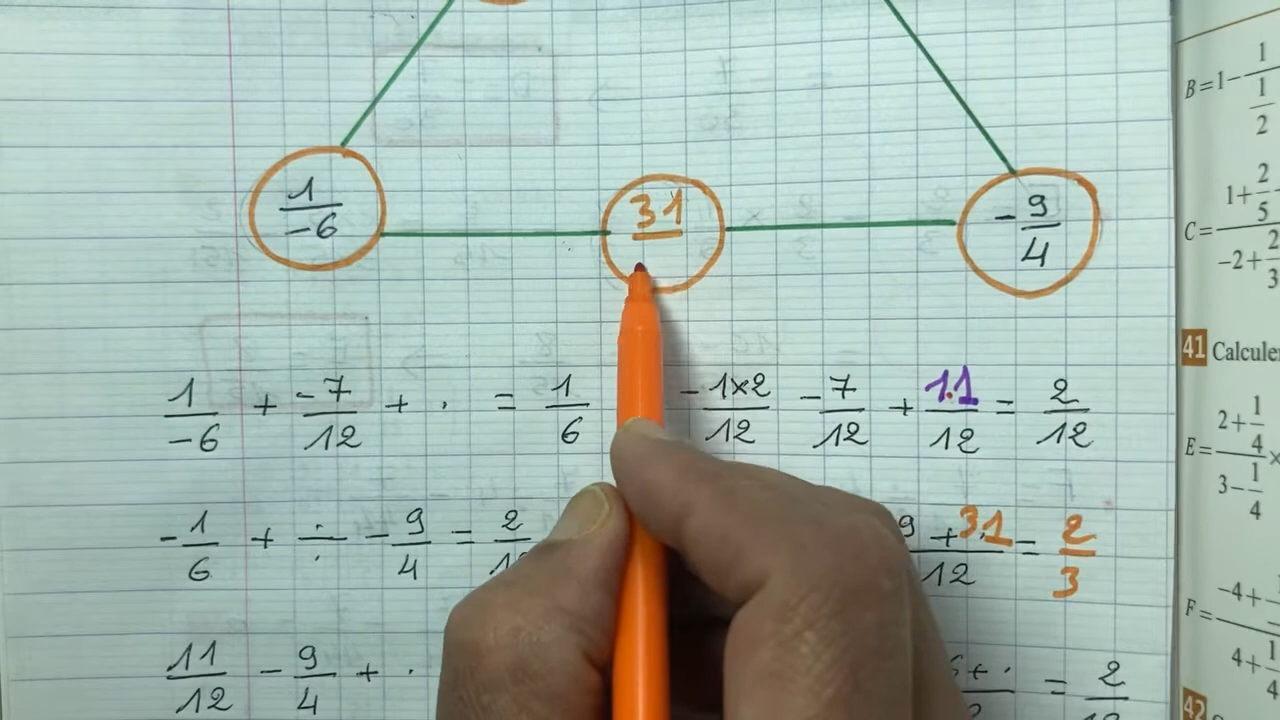 1/-6
31
-9/4
1/-6 + -7/12 + . = 1/6
-1×2/12 -7/12 + 11/12 = 2/12
-1/6 + ÷ -9/4 = 2/
9 + 31/12 = 2/3
11/12 - 9/4 + .
+ . = 2/
B=1-1/(1/2)
C=(1+2/5)/(-2+2/3)
41 Calculer
E=(2+1/4)/(3-1/4)×
F=-4+
4+1/4
42